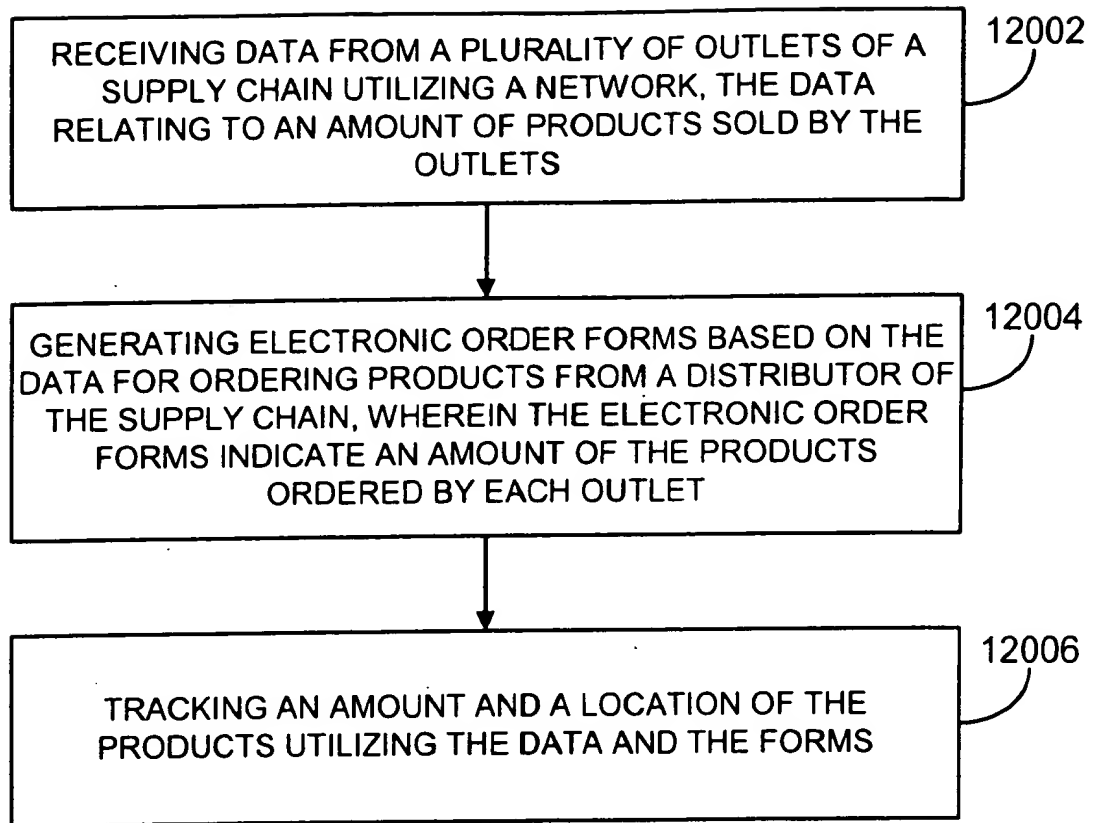 RECEIVING DATA FROM A PLURALITY OF OUTLETS OF A
SUPPLY CHAIN UTILIZING A NETWORK, THE DATA
RELATING TO AN AMOUNT OF PRODUCTS SOLD BY THE
OUTLETS
12002
GENERATING ELECTRONIC ORDER FORMS BASED ON THE
DATA FOR ORDERING PRODUCTS FROM A DISTRIBUTOR OF
THE SUPPLY CHAIN, WHEREIN THE ELECTRONIC ORDER
FORMS INDICATE AN AMOUNT OF THE PRODUCTS
ORDERED BY EACH OUTLET
12004
TRACKING AN AMOUNT AND A LOCATION OF THE
PRODUCTS UTILIZING THE DATA AND THE FORMS
12006